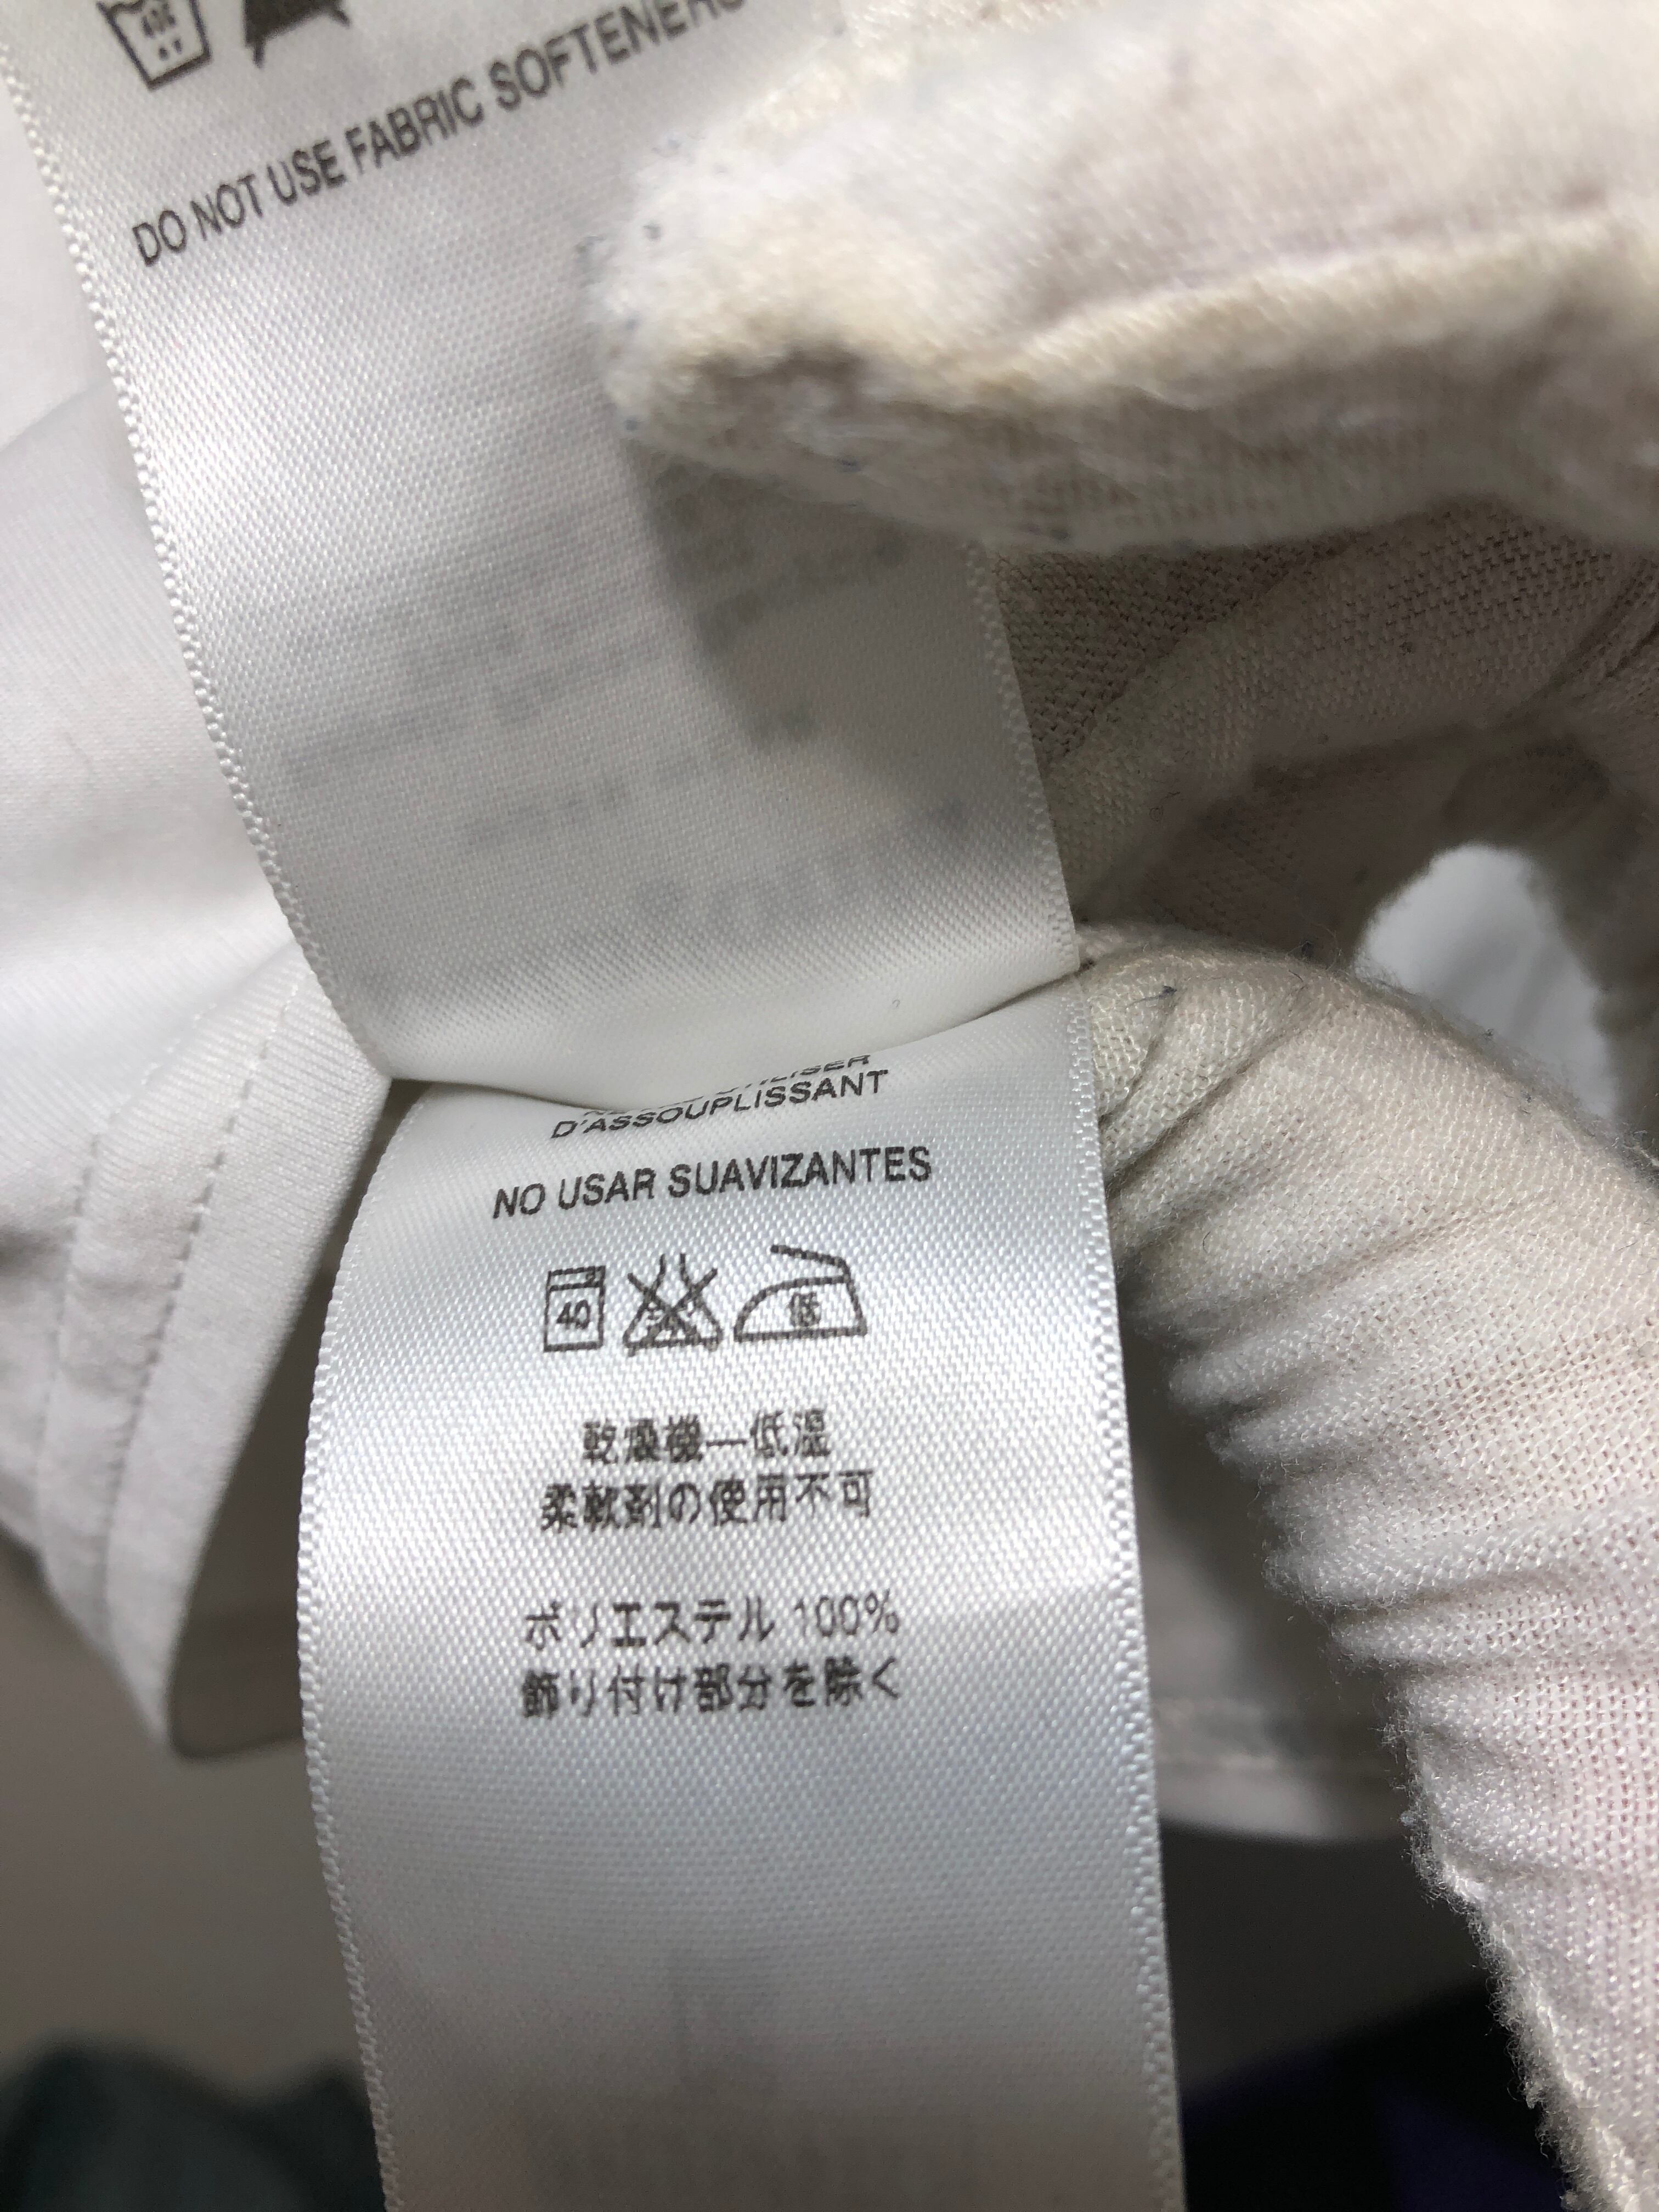 DO NOT USE FABRIC SOFTENERS
D'ASSOUPLISSANT
NO USAR SUAVIZANTES
40
低
乾燥機—低温
柔軟剤の使用不可
ポリエステル 100%
飾り付け部分を除く